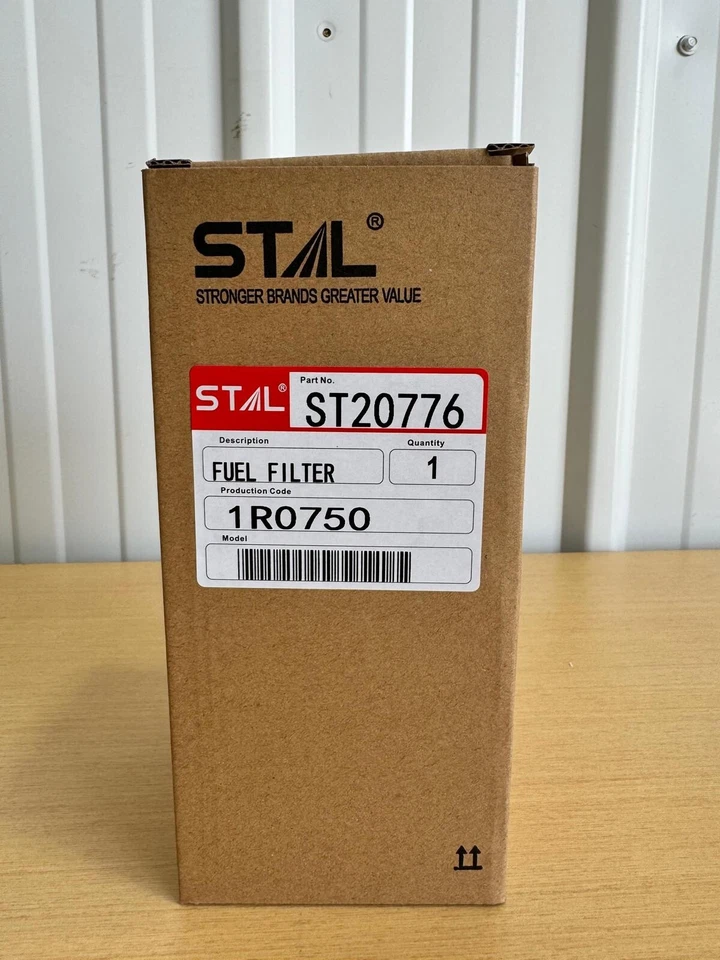 STAL®
STRONGER BRANDS GREATER VALUE
STAL®
Part No.
ST20776
Description
Quantity
FUEL FILTER
1
Production Code
1R0750
Model